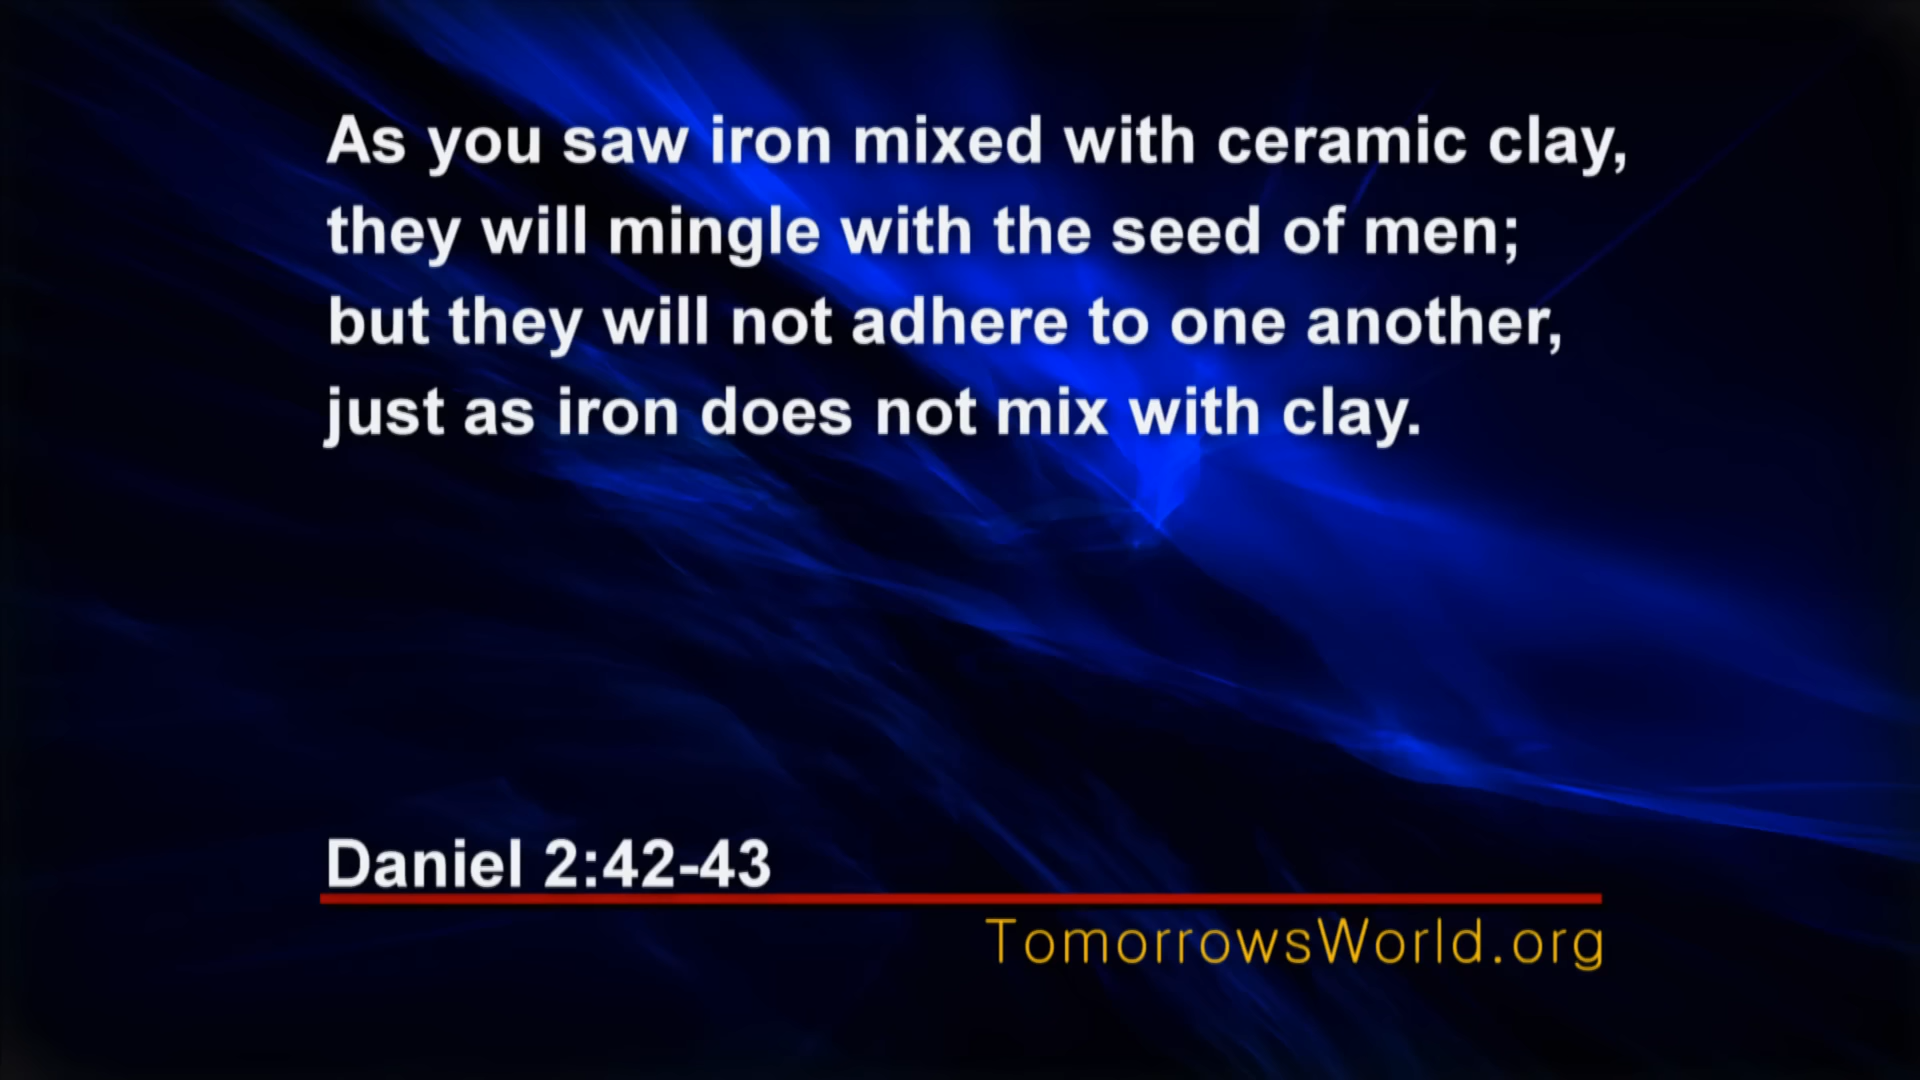 As you saw iron mixed with ceramic clay,
they will mingle with the seed of men;
but they will not adhere to one another,
just as iron does not mix with clay.
Daniel 2:42-43
TomorrowsWorld.org